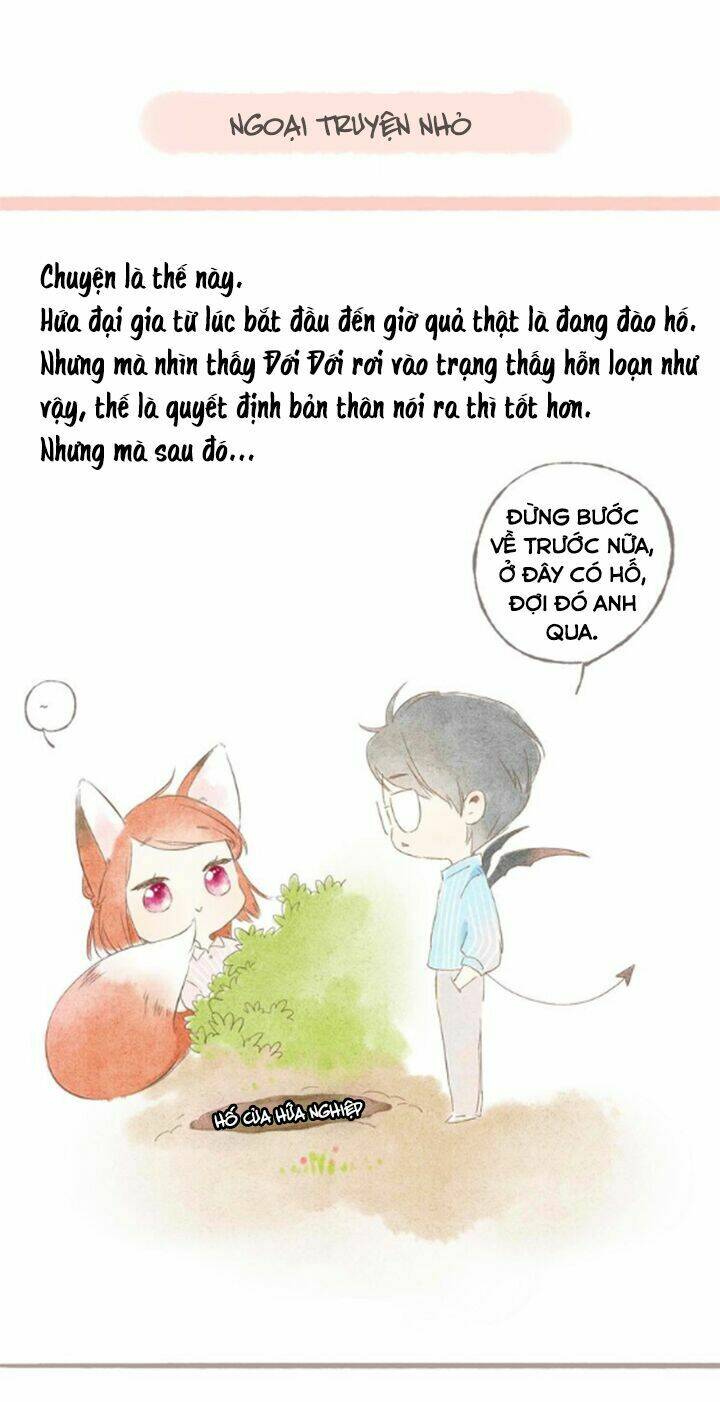 NGOẠI TRUYỆN NHỎ
Chuyện là thế này.
Hứa đại gia từ lúc bắt đầu đến giờ quả thật là đang đào hố.
Nhưng mà nhìn thấy Đới Đới rơi vào trạng thấy hỗn loạn như
vậy, thế là quyết định bản thân nói ra thì tốt hơn.
Nhưng mà sau đó...
ĐỪNG BƯỚC
VỀ TRƯỚC NỮA,
Ở ĐÂY CÓ HỐ,
ĐỢI ĐÓ ANH
QUA.
~
HỐ CỦA HỨA NGHIỆP